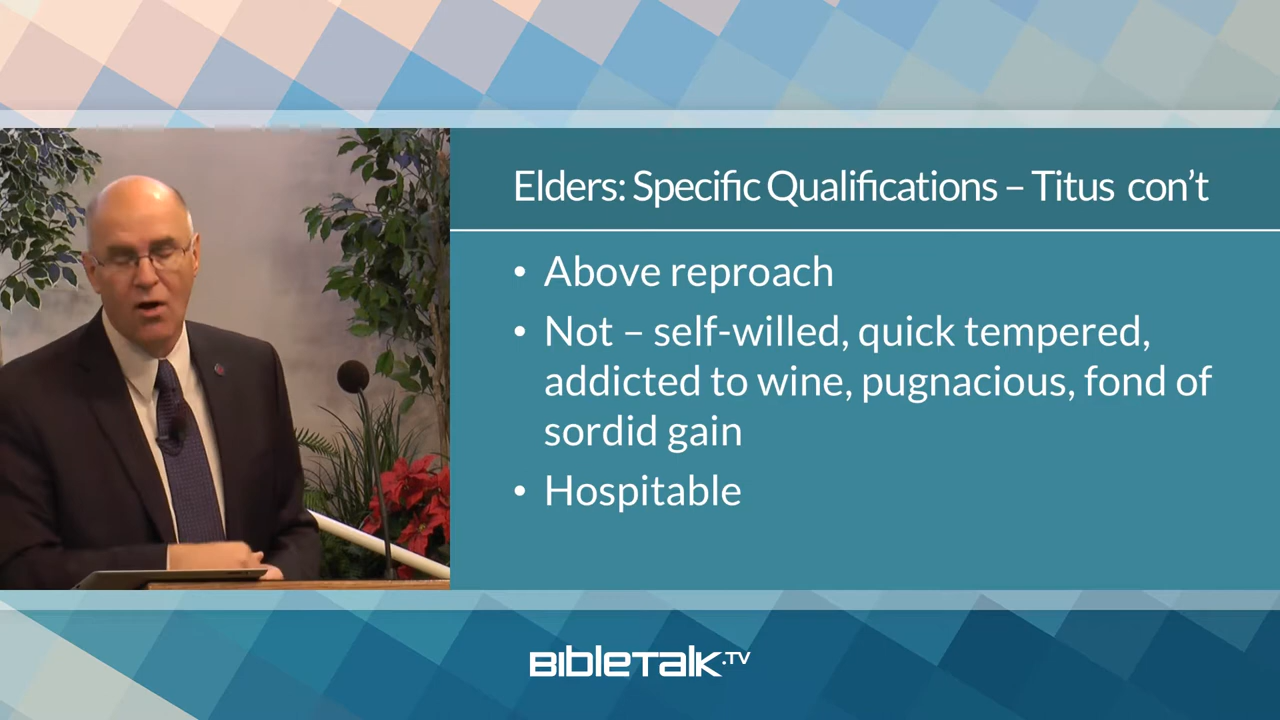 Elders: Specific Qualifications – Titus con’t
• Above reproach
• Not – self-willed, quick tempered,
addicted to wine, pugnacious, fond of
sordid gain
• Hospitable
BibleTalk.TV